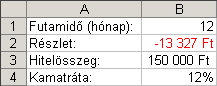 A B
1 Futamidő (hónap): 12
2 Részlet: -13 327 Ft
3 Hitelösszeg: 150 000 Ft
4 Kamatráta: 12%